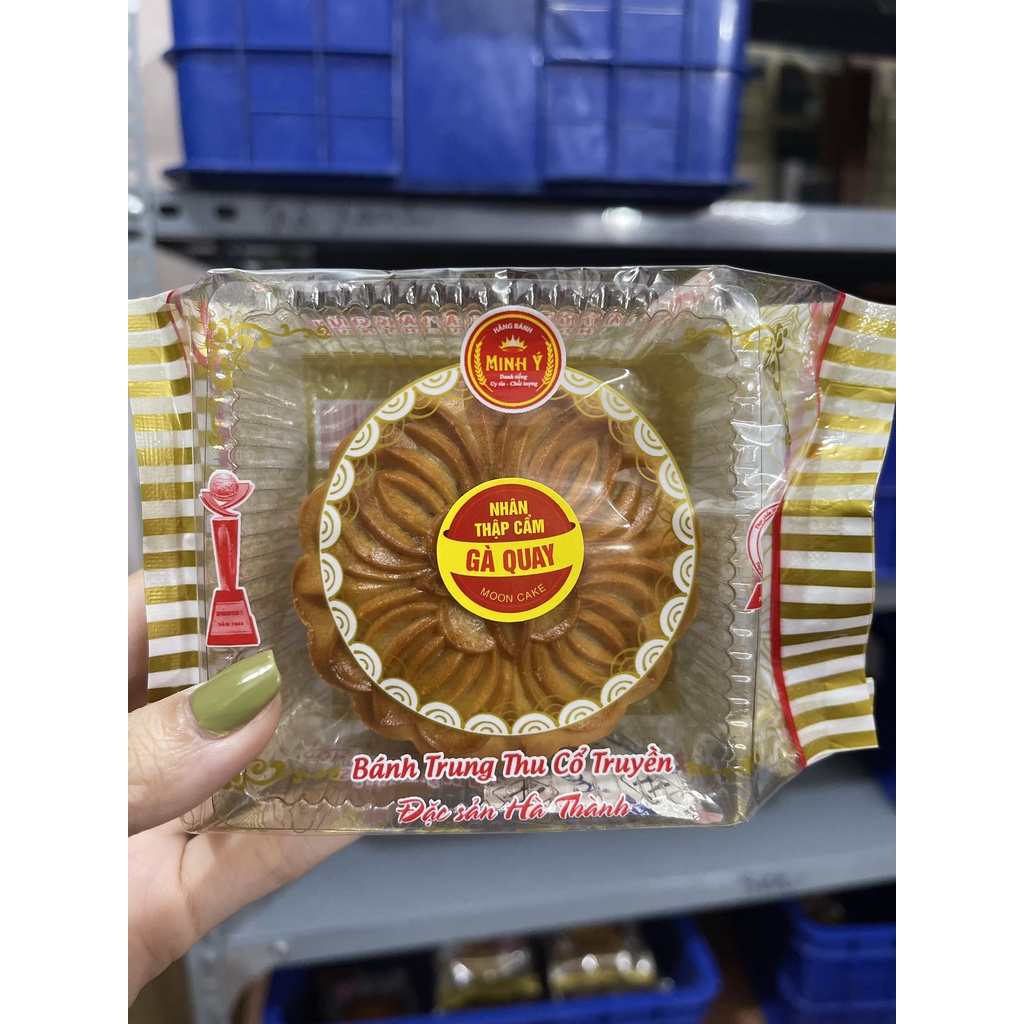 HÃNG BÁNH
MINH Ý
Danh tiếng
Uy tín - Chất lượng
NHÂN
THẬP CẨM
GÀ QUAY
MOON CAKE
Bánh Trung Thu Cổ Truyền
Đặc sản Hà Thành